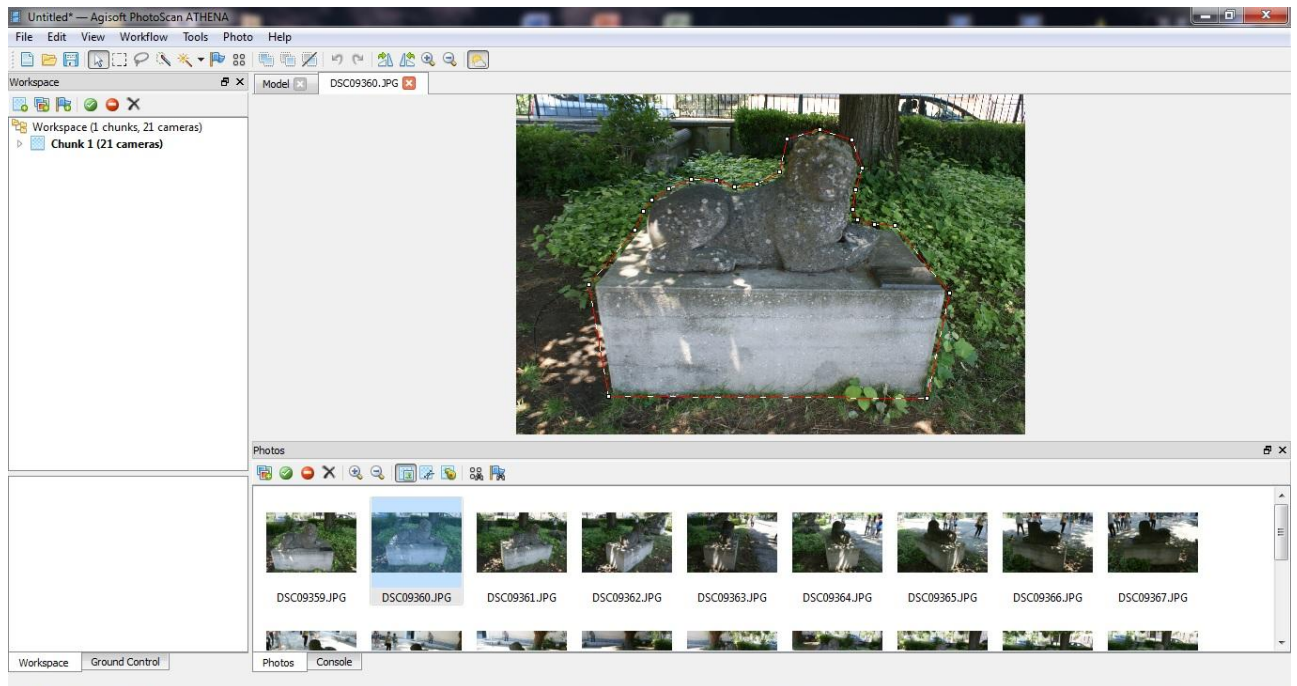 Untitled* — Agisoft PhotoScan ATHENA
File Edit View Workflow Tools Photo Help
Workspace
Model DSC09360.JPG
Workspace (1 chunks, 21 cameras)
Chunk 1 (21 cameras)
Photos
DSC09359.JPG DSC09360.JPG DSC09361.JPG DSC09362.JPG DSC09363.JPG DSC09364.JPG DSC09365.JPG DSC09366.JPG DSC09367.JPG
Workspace Ground Control Photos Console